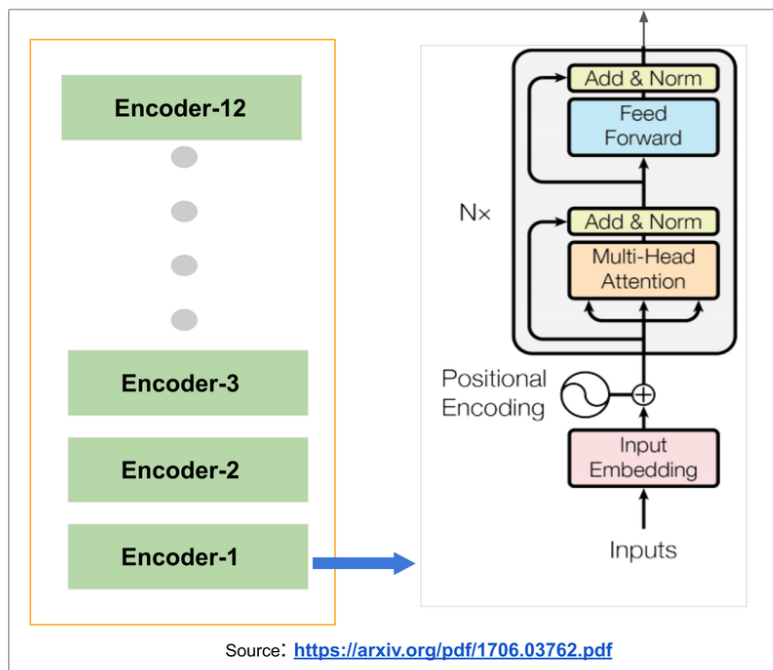 Encoder-12
Encoder-3
Encoder-2
Encoder-1
Add & Norm
Feed
Forward
N×
Add & Norm
Multi-Head
Attention
Positional
Encoding
Input
Embedding
Inputs
Source: https://arxiv.org/pdf/1706.03762.pdf